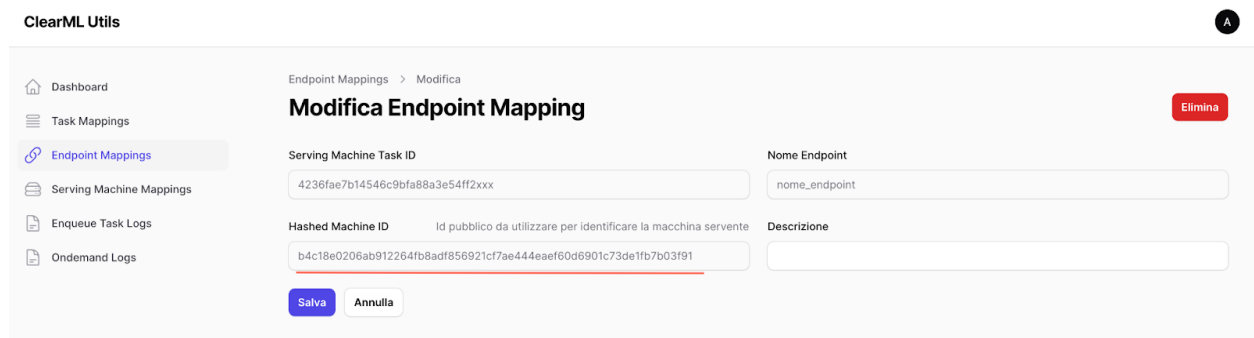 ClearML Utils
A
Dashboard
Task Mappings
Endpoint Mappings
Serving Machine Mappings
Enqueue Task Logs
Ondemand Logs
Endpoint Mappings > Modifica
Modifica Endpoint Mapping
Elimina
Serving Machine Task ID
4236fae7b14546c9bfa88a3e54ff2xxx
Nome Endpoint
nome_endpoint
Hashed Machine ID Id pubblico da utilizzare per identificare la macchina servente
b4c18e0206ab912264fb8adf856921cf7ae444eaef60d6901c73de1fb7b03f91
Descrizione
Salva
Annulla